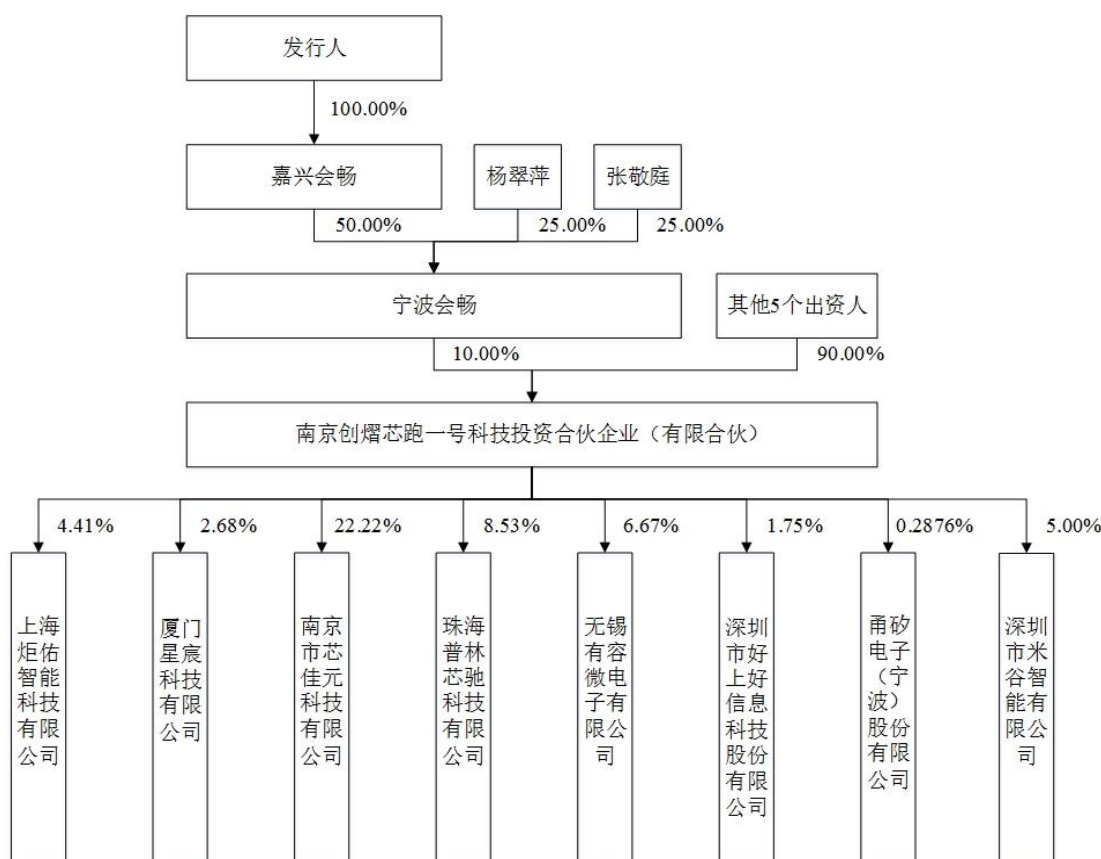 发行人
100.00%
嘉兴会畅
杨翠萍
张敬庭
50.00%
25.00%
25.00%
宁波会畅
其他5个出资人
10.00%
90.00%
南京创熠芯跑一号科技投资合伙企业（有限合伙）
4.41%
2.68%
22.22%
8.53%
6.67%
1.75%
0.2876%
5.00%
上海
炬佑
智能
科技
有限
公司
厦门
星宸
科技
有限
公司
南京
市芯
佳元
科技
有限
公司
珠海
普林
芯驰
科技
有限
公司
无锡
有容
微电
子有
限公
司
深圳
市好
上好
信息
科技
股份
有限
公司
甬矽
电子
（宁
波）
股份
有限
公司
深圳
市米
谷智
能有
限公
司